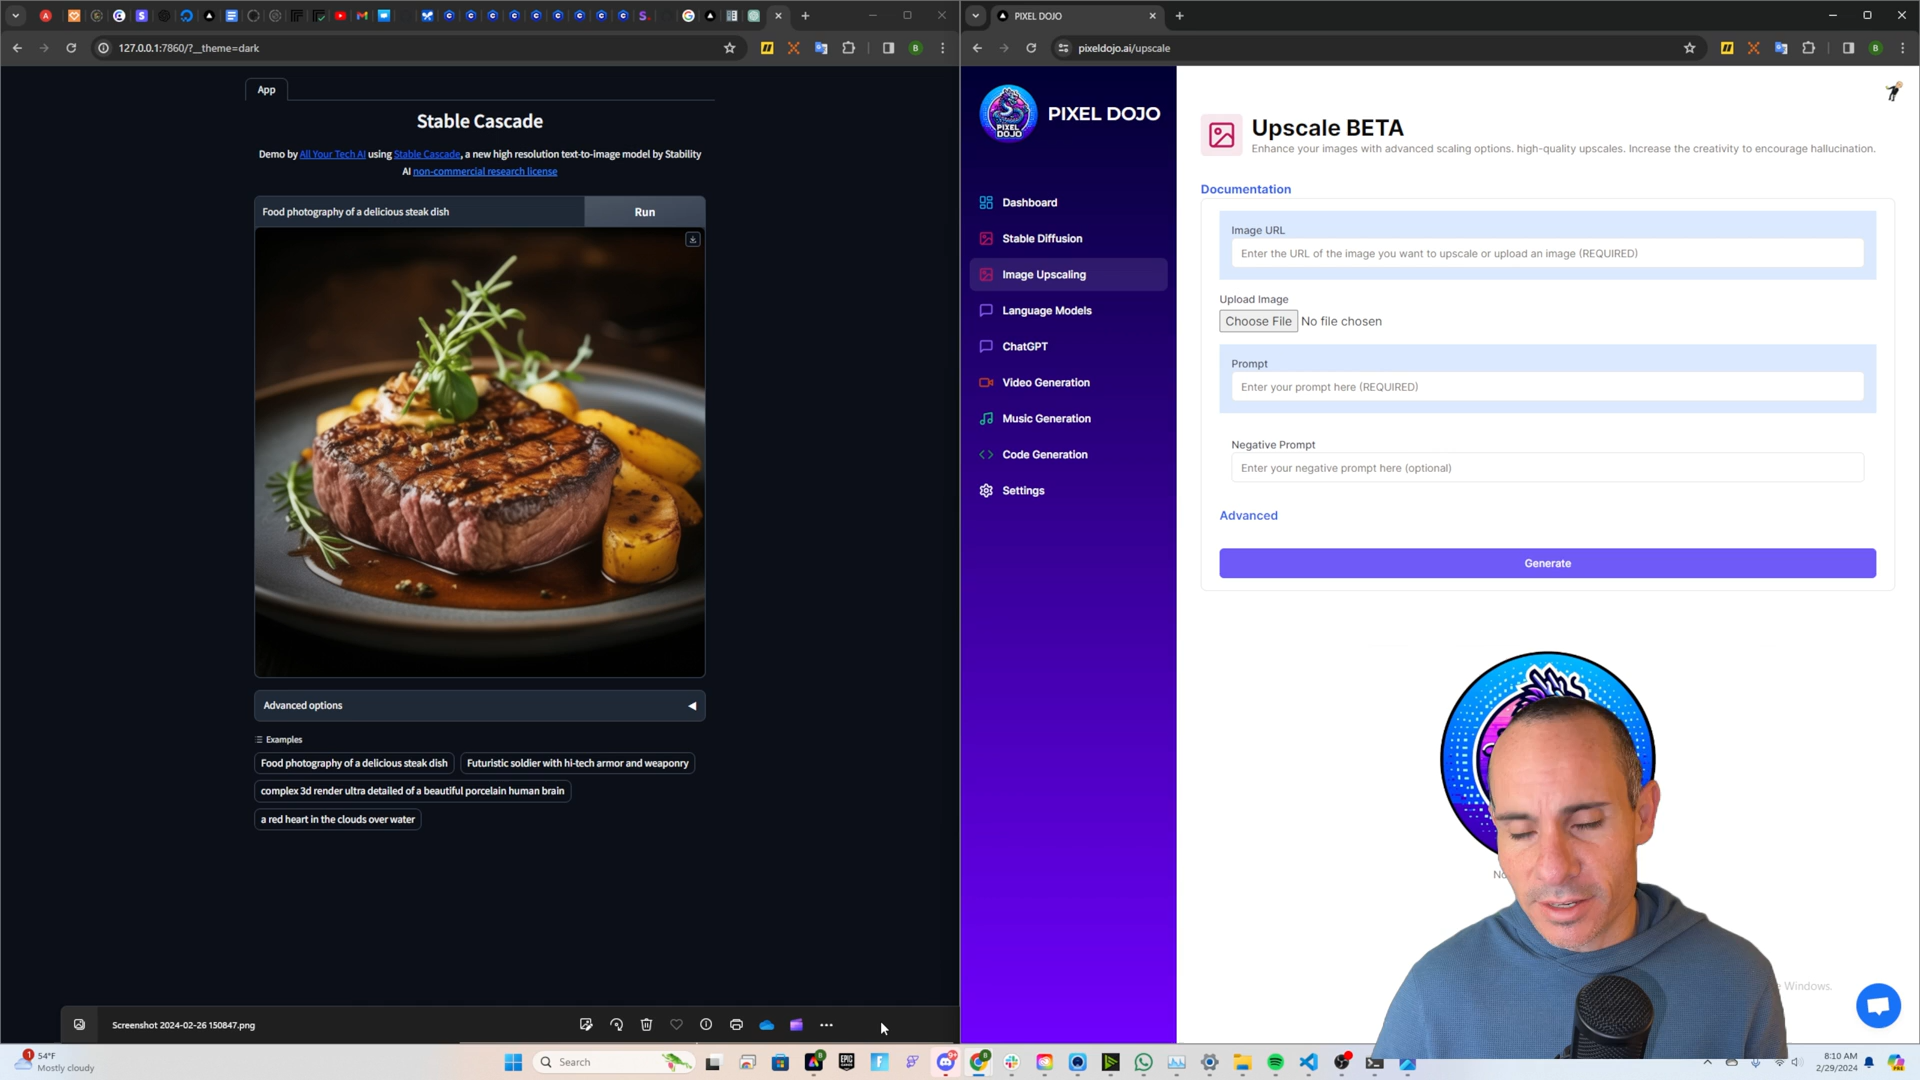 127.0.0.1:7860/?__theme=dark
App
Stable Cascade
Demo by All Your Tech AI using Stable Cascade, a new high resolution text-to-image model by Stability
AI non-commercial research license
Food photography of a delicious steak dish
Run
Advanced options
Examples
Food photography of a delicious steak dish
Futuristic soldier with hi-tech armor and weaponry
complex 3d render ultra detailed of a beautiful porcelain human brain
a red heart in the clouds over water
Screenshot 2024-02-26 150847.png
PIXEL DOJO
pixeldojo.ai/upscale
PIXEL DOJO
PIXEL DOJO
Dashboard
Stable Diffusion
Image Upscaling
Language Models
ChatGPT
Video Generation
Music Generation
Code Generation
Settings
Upscale BETA
Enhance your images with advanced scaling options. high-quality upscales. Increase the creativity to encourage hallucination.
Documentation
Image URL
Enter the URL of the image you want to upscale or upload an image (REQUIRED)
Upload Image
Choose File No file chosen
Prompt
Enter your prompt here (REQUIRED)
Negative Prompt
Enter your negative prompt here (optional)
Advanced
Generate
Windows.
54°F
Mostly cloudy
Search
8:10 AM
2/29/2024